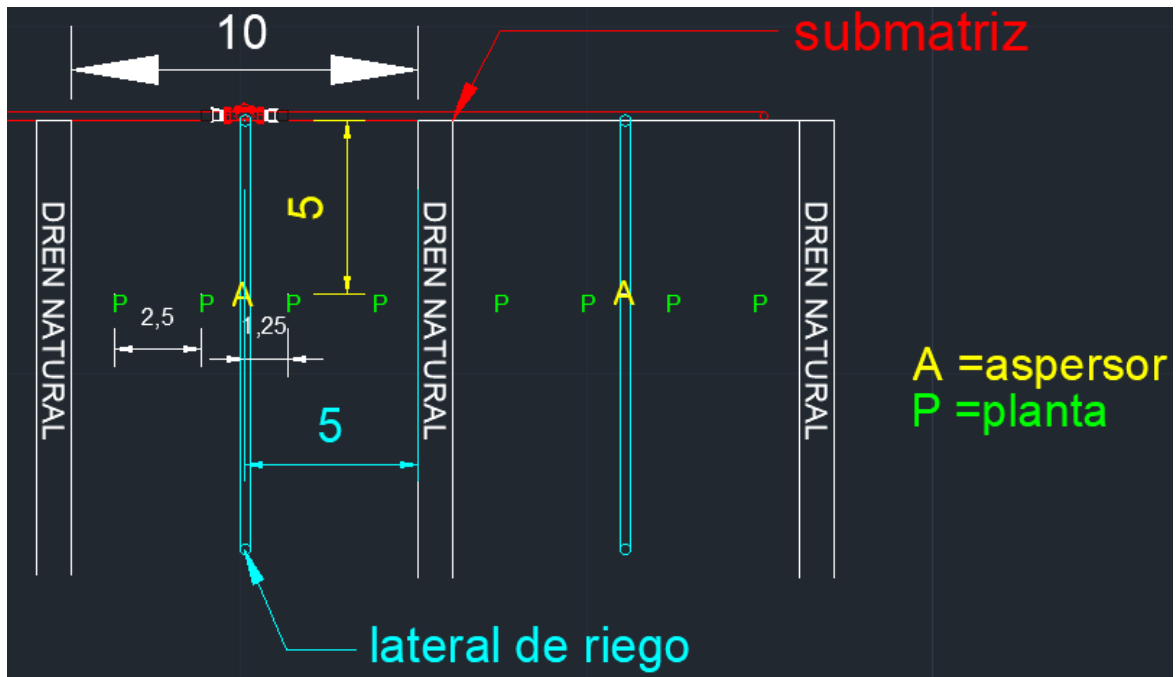 10
submatriz
5
DREN NATURAL
DREN NATURAL
DREN NATURAL
P P A P P P P A P P
2,5
1,25
A =aspersor
P =planta
5
lateral de riego